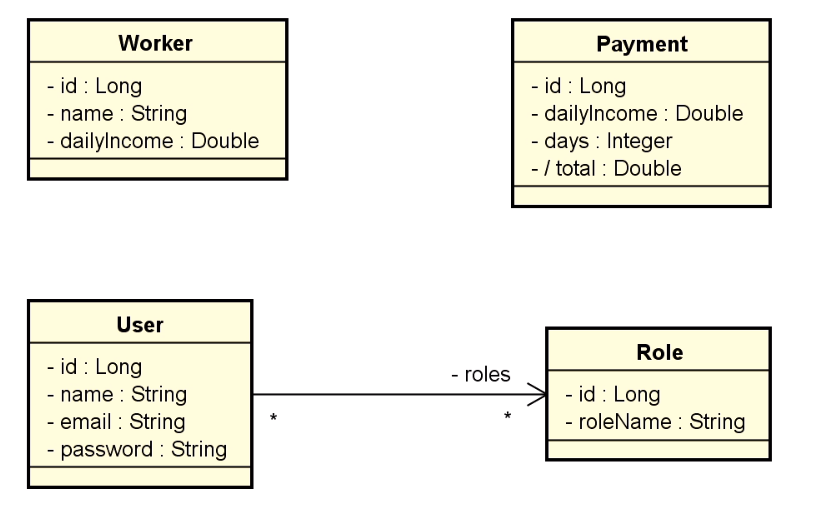 Worker
- id : Long
- name : String
- dailyIncome : Double
Payment
- id : Long
- dailyIncome : Double
- days : Integer
- / total : Double
User
- id : Long
- name : String
- email : String
- password : String
- roles
*
*
Role
- id : Long
- roleName : String